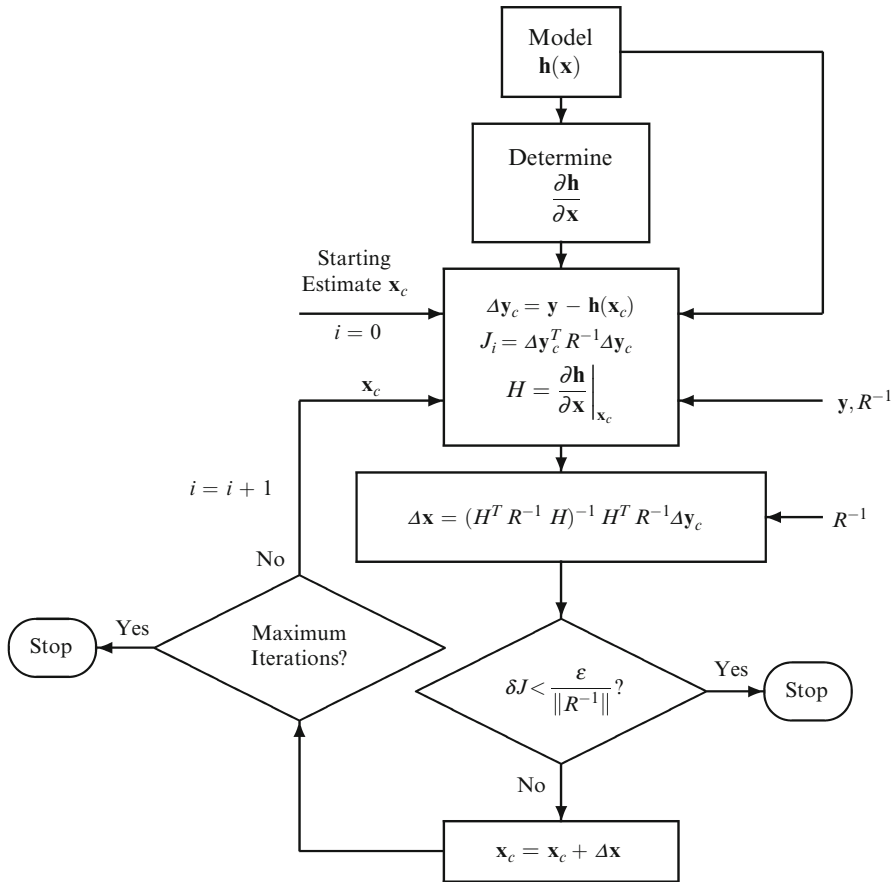 Model
h(x)
Determine
∂h
∂x
Starting
Estimate x_c
i = 0
Δy_c = y − h(x_c)
J_i = Δy_c^T R^{−1} Δy_c
H = ∂h/∂x |_{x_c}
x_c
y, R^{−1}
i = i + 1
Δx = (H^T R^{−1} H)^{−1} H^T R^{−1} Δy_c
R^{−1}
No
Yes
Stop
Maximum
Iterations?
δJ < ε/‖R^{−1}‖?
Yes
Stop
No
x_c = x_c + Δx